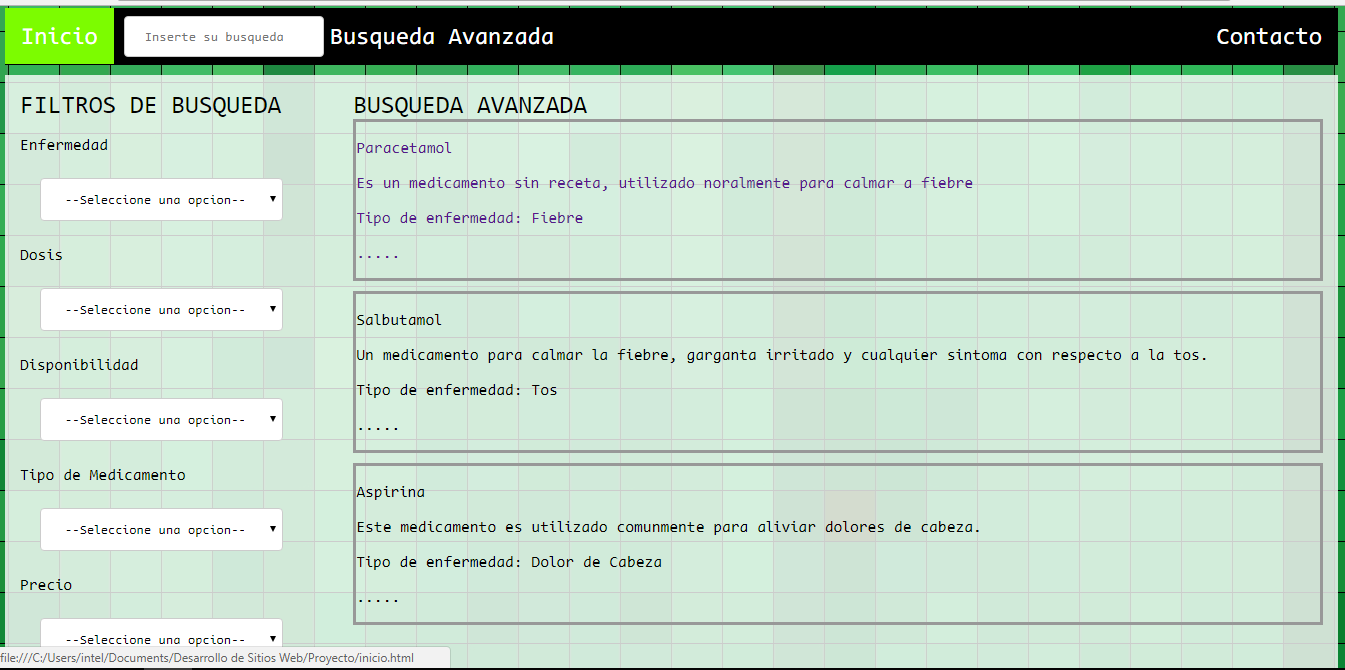 Inicio
Inserte su busqueda
Busqueda Avanzada
Contacto
FILTROS DE BUSQUEDA
Enfermedad
--Seleccione una opcion--
Dosis
--Seleccione una opcion--
Disponibilidad
--Seleccione una opcion--
Tipo de Medicamento
--Seleccione una opcion--
Precio
--Seleccione una opcion--
BUSQUEDA AVANZADA
Paracetamol
Es un medicamento sin receta, utilizado noralmente para calmar a fiebre
Tipo de enfermedad: Fiebre
.....
Salbutamol
Un medicamento para calmar la fiebre, garganta irritado y cualquier sintoma con respecto a la tos.
Tipo de enfermedad: Tos
.....
Aspirina
Este medicamento es utilizado comunmente para aliviar dolores de cabeza.
Tipo de enfermedad: Dolor de Cabeza
.....
file:///C:/Users/intel/Documents/Desarrollo de Sitios Web/Proyecto/inicio.html